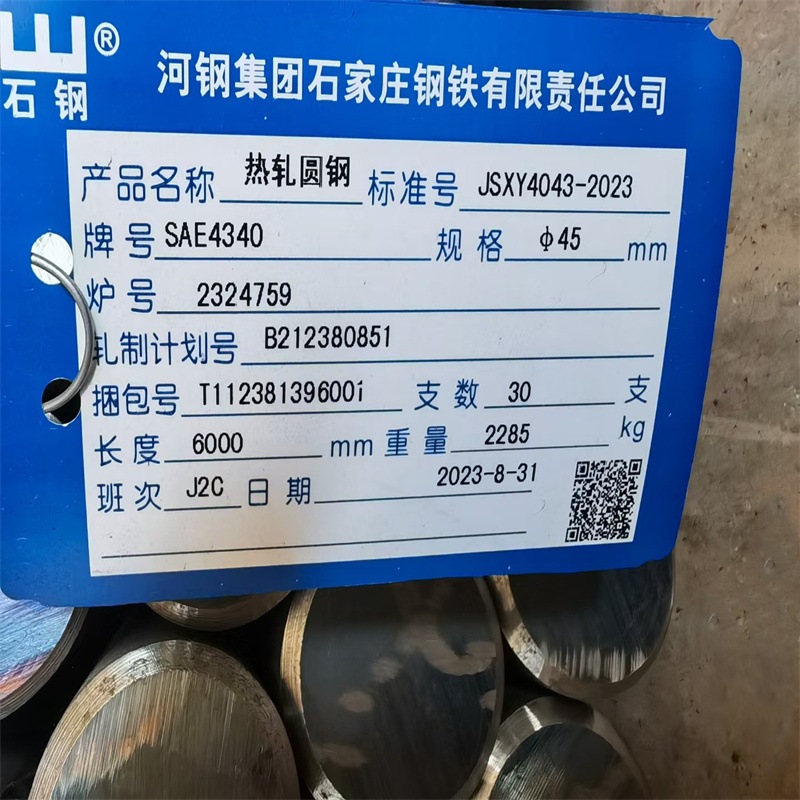 ®
石钢
河钢集团石家庄钢铁有限责任公司
产品名称 热轧圆钢 标准号 JSXY4043-2023
牌号 SAE4340 规格 ф45 mm
炉号 2324759
轧制计划号 B212380851
捆包号 T11238139600i 支数 30 支
长度 6000 mm 重量 2285 kg
班次 J2C 日期 2023-8-31